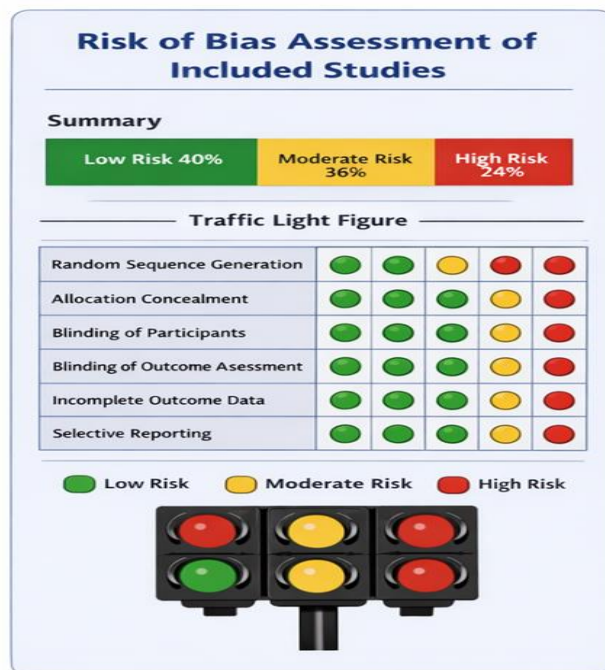 Risk of Bias Assessment of
Included Studies
Summary
Low Risk 40%
Moderate Risk
36%
High Risk
24%
Traffic Light Figure
Random Sequence Generation
Allocation Concealment
Blinding of Participants
Blinding of Outcome Asessment
Incomplete Outcome Data
Selective Reporting
Low Risk
Moderate Risk
High Risk